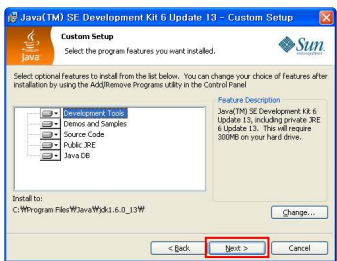 Java(TM) SE Development Kit 6 Update 13 - Custom Setup
Java
Custom Setup
Select the program features you want installed.
Sun
microsystems
Select optional features to install from the list below. You can change your choice of features after
installation by using the Add/Remove Programs utility in the Control Panel
Development Tools
Demos and Samples
Source Code
Public JRE
Java DB
Feature Description
Java(TM) SE Development Kit 6
Update 13, including private JRE
6 Update 13. This will require
300MB on your hard drive.
Install to:
C:₩Program Files₩Java₩jdk1.6.0_13₩
Change...
< Back
Next >
Cancel